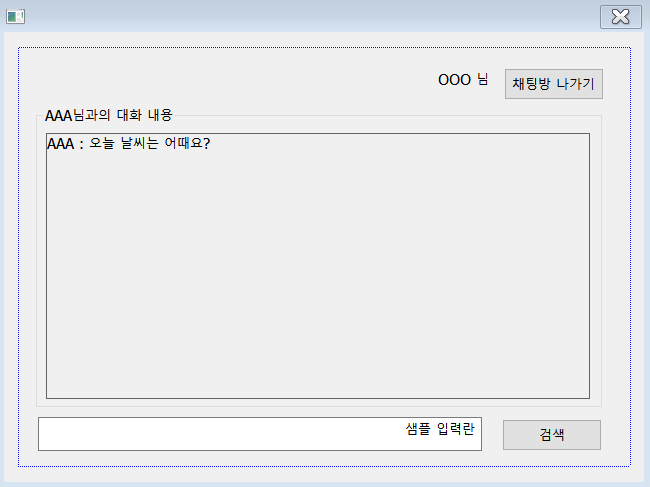 OOO 님
채팅방 나가기
AAA님과의 대화 내용
AAA : 오늘 날씨는 어때요?
샘플 입력란
검색